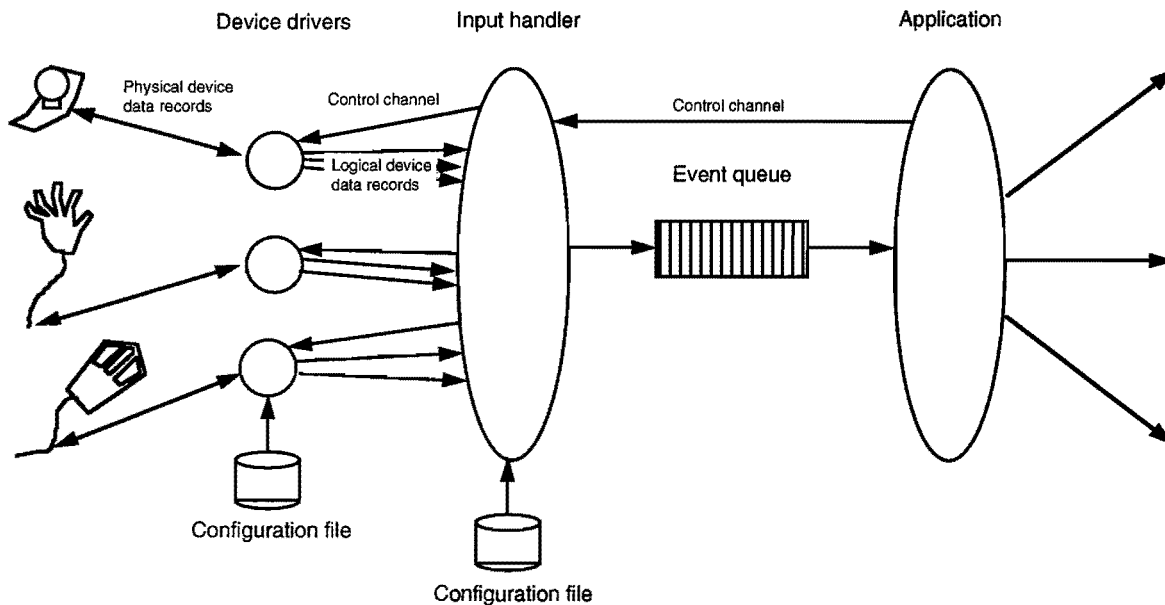 Device drivers
Input handler
Application
Physical device
data records
Control channel
Control channel
Logical device
data records
Event queue
Configuration file
Configuration file